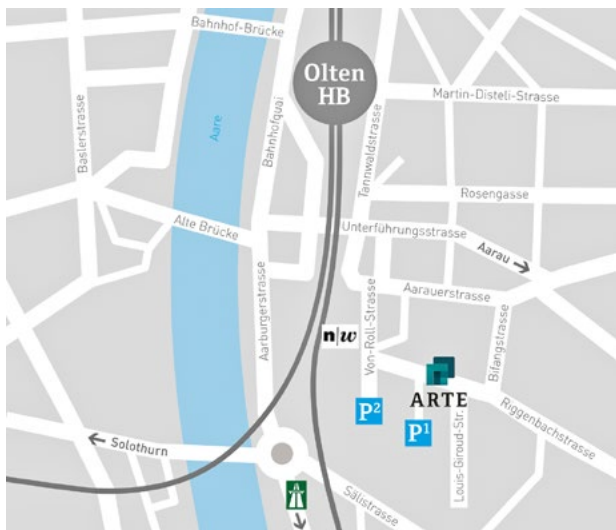 Bahnhof-Brücke
Olten
HB
Martin-Disteli-Strasse
Baslerstrasse
Aare
Bahnhofquai
Tannwaldstrasse
Rosengasse
Alte Brücke
Unterführungsstrasse
Aarau
Aarauerstrasse
Aarburgerstrasse
n|w
Von-Roll-Strasse
Bifangstrasse
ARTE
P2
P1
Riggenbachstrasse
Louis-Giroud-Str.
Solothurn
Sälistrasse